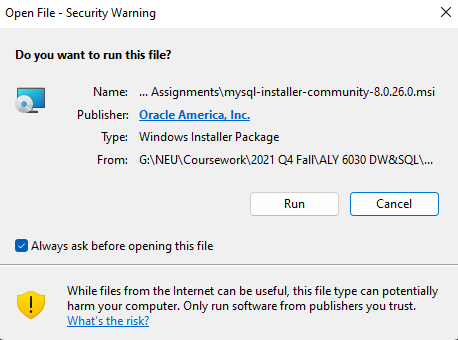 Open File - Security Warning
Do you want to run this file?
Name: ... Assignments\mysql-installer-community-8.0.26.0.msi
Publisher: Oracle America, Inc.
Type: Windows Installer Package
From: G:\NEU\Coursework\2021 Q4 Fall\ALY 6030 DW&SQL\...
Run Cancel
Always ask before opening this file
While files from the Internet can be useful, this file type can potentially
harm your computer. Only run software from publishers you trust.
What's the risk?